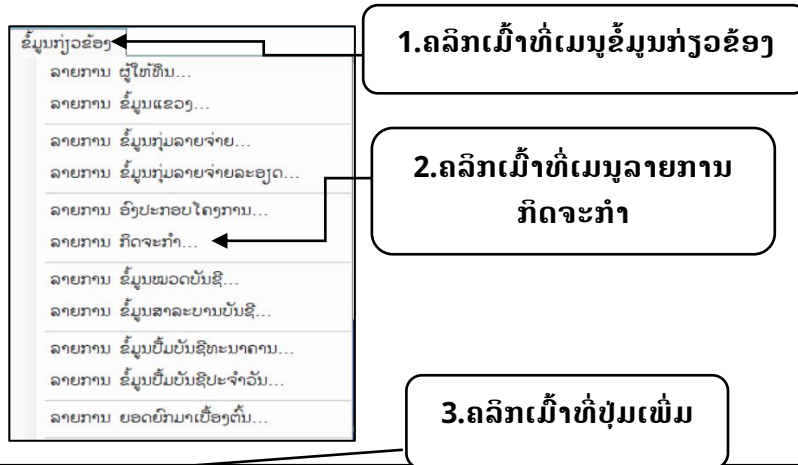 ຂໍ້ມູນກ່ຽວຂ້ອງ
ລາຍການ ຜູ້ໃຫ້ທຶນ...
ລາຍການ ຂໍ້ມູນແຂວງ...
ລາຍການ ຂໍ້ມູນກຸ່ມລາຍຈ່າຍ...
ລາຍການ ຂໍ້ມູນກຸ່ມລາຍຈ່າຍລະອຽດ...
ລາຍການ ອົງປະກອບໂຄງການ...
ລາຍການ ກິດຈະກຳ...
ລາຍການ ຂໍ້ມູນໝວດບັນຊີ...
ລາຍການ ຂໍ້ມູນສາລະບານບັນຊີ...
ລາຍການ ຂໍ້ມູນປຶ້ມບັນຊີທະນາຄານ...
ລາຍການ ຂໍ້ມູນປຶ້ມບັນຊີປະຈຳວັນ...
ລາຍການ ຍອດຍົກມາເບື້ອງຕົ້ນ...
1.ຄລິກເມົ້າທີ່ເມນູຂໍ້ມູນກ່ຽວຂ້ອງ
2.ຄລິກເມົ້າທີ່ເມນູລາຍການ
ກິດຈະກຳ
3.ຄລິກເມົ້າທີ່ປຸ່ມເພີ່ມ